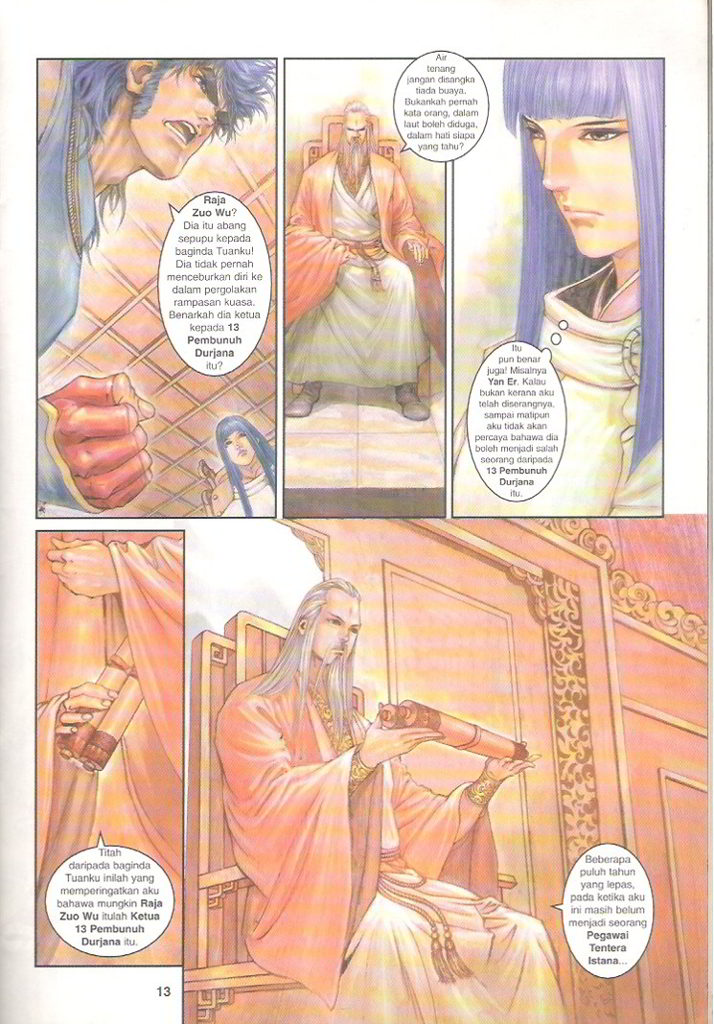 Raja
Zuo Wu?
Dia itu abang
sepupu kepada
baginda Tuanku!
Dia tidak pernah
menceburkan diri ke
dalam pergolakan
rampasan kuasa.
Benarkah dia ketua
kepada 13
Pembunuh
Durjana
itu?
Air
tenang
jangan disangka
tiada buaya.
Bukankah pernah
kata orang, dalam
laut boleh diduga,
dalam hati siapa
yang tahu?
Itu
pun benar
juga! Misalnya
Yan Er. Kalau
bukan kerana aku
telah diserangnya,
sampai matipun
aku tidak akan
percaya bahawa dia
boleh menjadi salah
seorang daripada
13 Pembunuh
Durjana
itu.
Titah
daripada baginda
Tuanku inilah yang
memperingatkan aku
bahawa mungkin Raja
Zuo Wu itulah Ketua
13 Pembunuh
Durjana itu.
Beberapa
puluh tahun
yang lepas,
pada ketika aku
ini masih belum
menjadi seorang
Pegawai
Tentera
Istana...
13